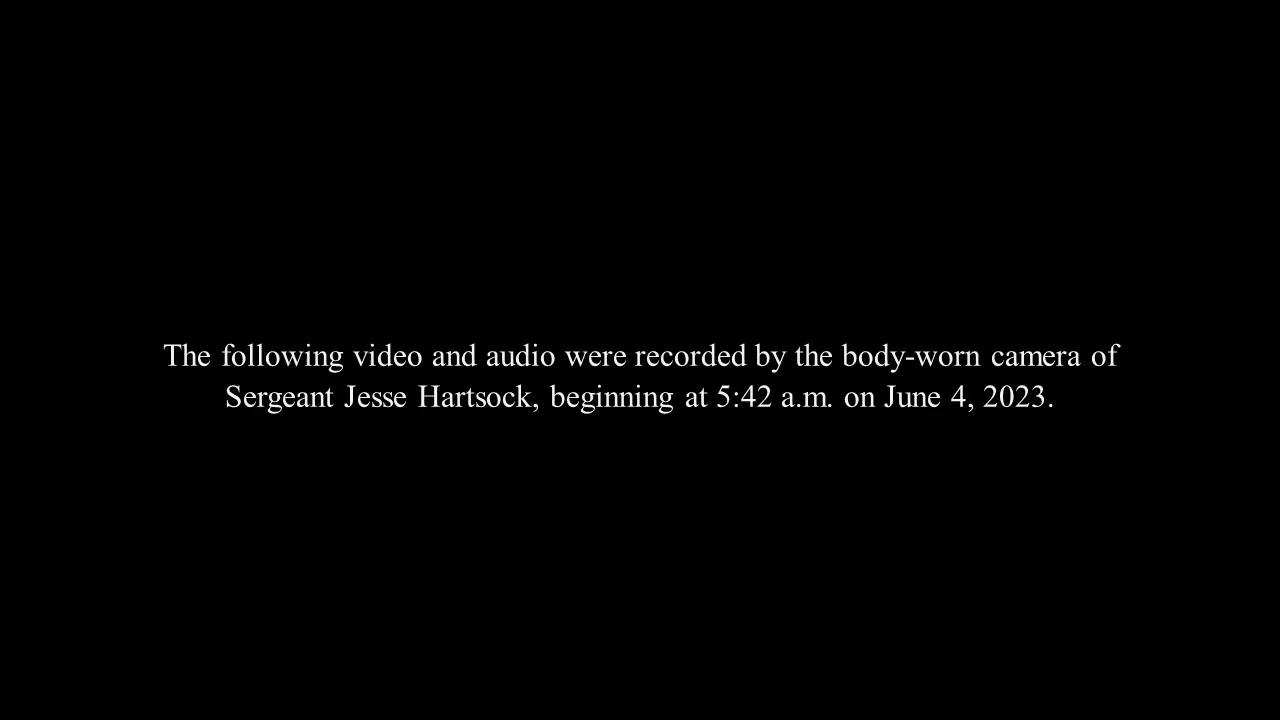 The following video and audio were recorded by the body-worn camera of
Sergeant Jesse Hartsock, beginning at 5:42 a.m. on June 4, 2023.